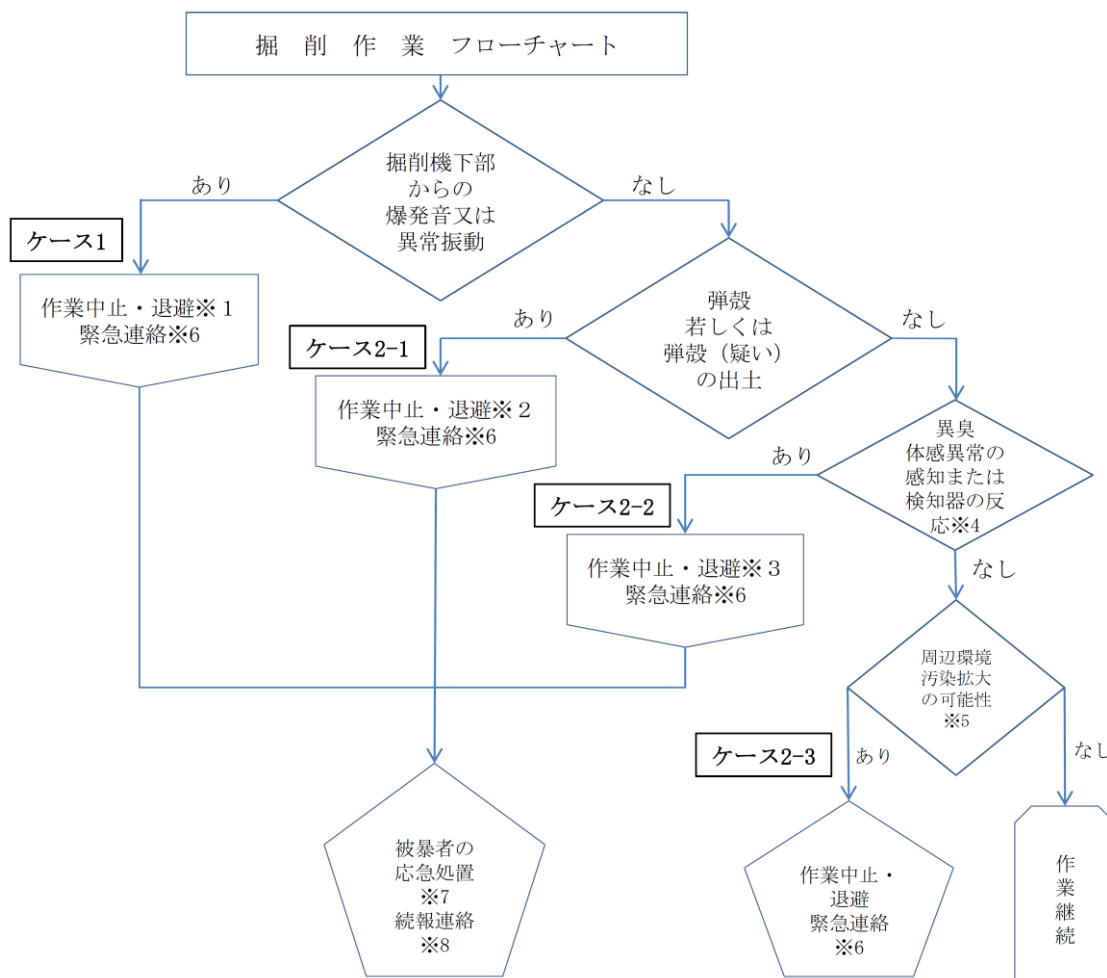 掘 削 作 業 フローチャート
掘削機下部
からの
爆発音又は
異常振動
あり
なし
ケース1
作業中止・退避※１
緊急連絡※6
弾殻
若しくは
弾殻（疑い）
の出土
あり
なし
ケース2-1
作業中止・退避※２
緊急連絡※6
異臭
体感異常の
感知または
検知器の反
応※4
あり
なし
ケース2-2
作業中止・退避※３
緊急連絡※6
周辺環境
汚染拡大
の可能性
※5
ケース2-3
あり
なし
被暴者の
応急処置
※7
続報連絡
※8
作業中止・
退避
緊急連絡
※6
作業継続